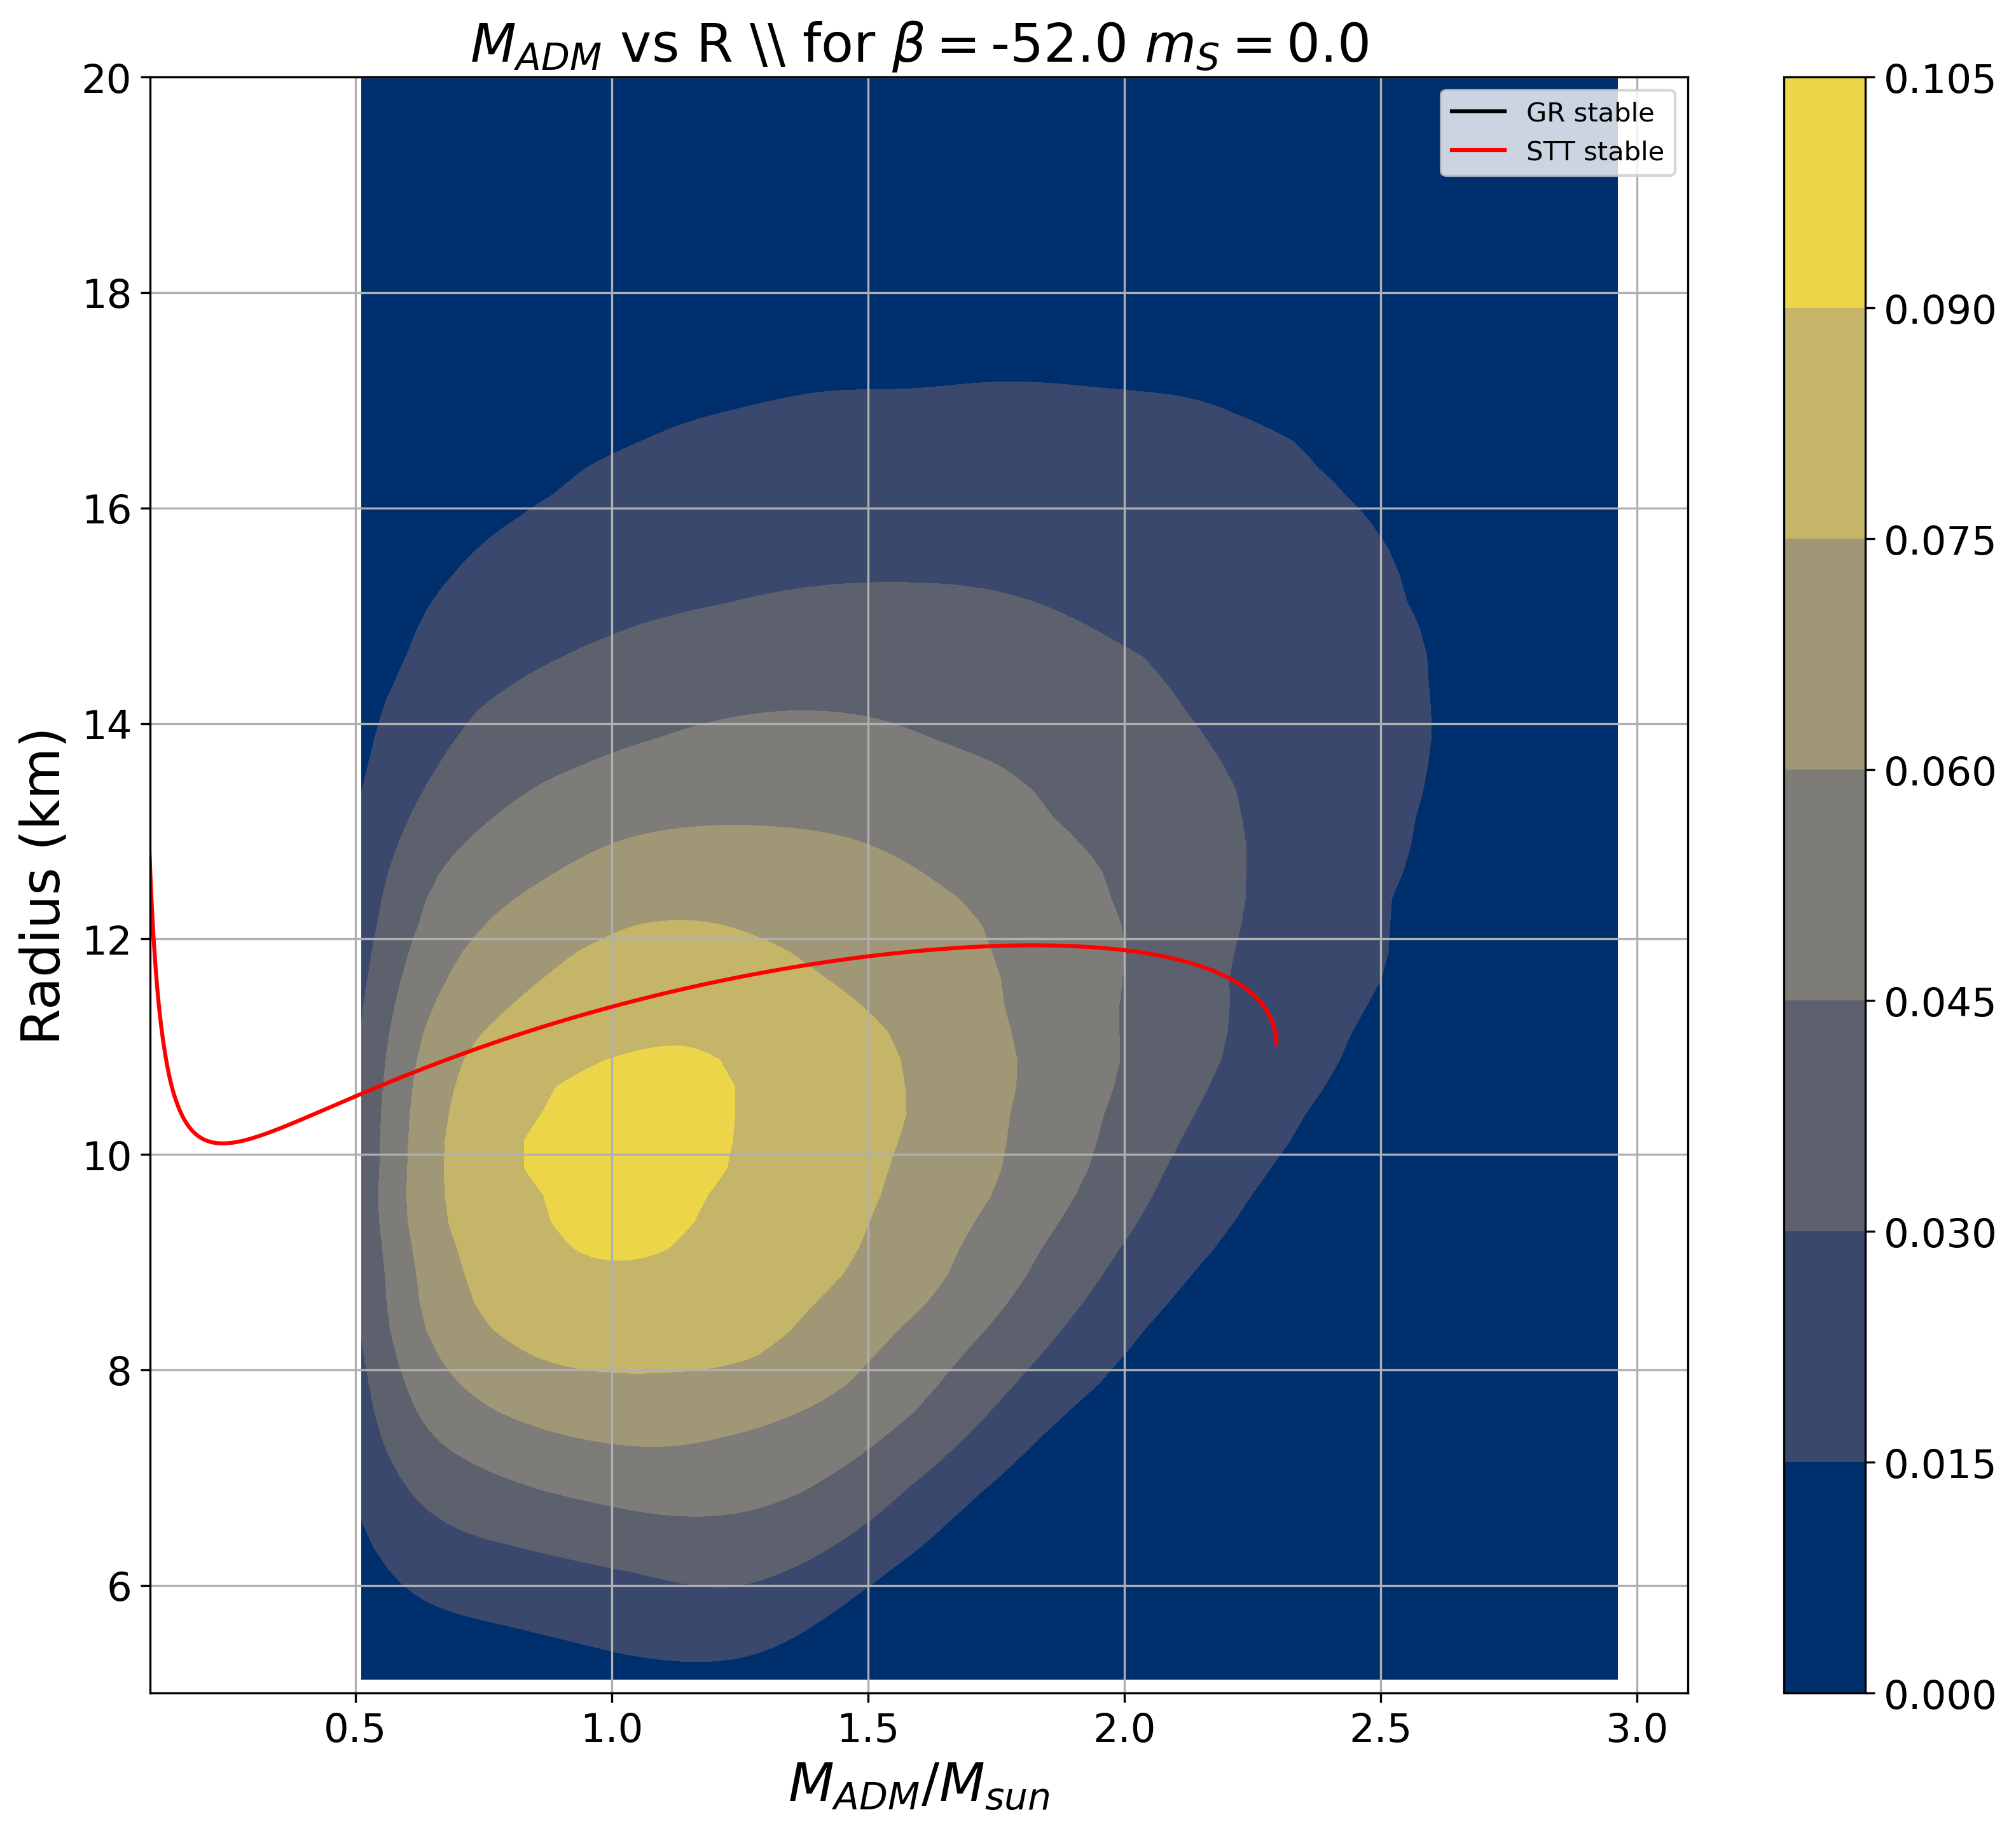 M_ADM vs R \\ for β = -52.0 m_S = 0.0
GR stable
STT stable
Radius (km)
20
18
16
14
12
10
8
6
0.5 1.0 1.5 2.0 2.5 3.0
M_ADM/M_sun
0.105
0.090
0.075
0.060
0.045
0.030
0.015
0.000